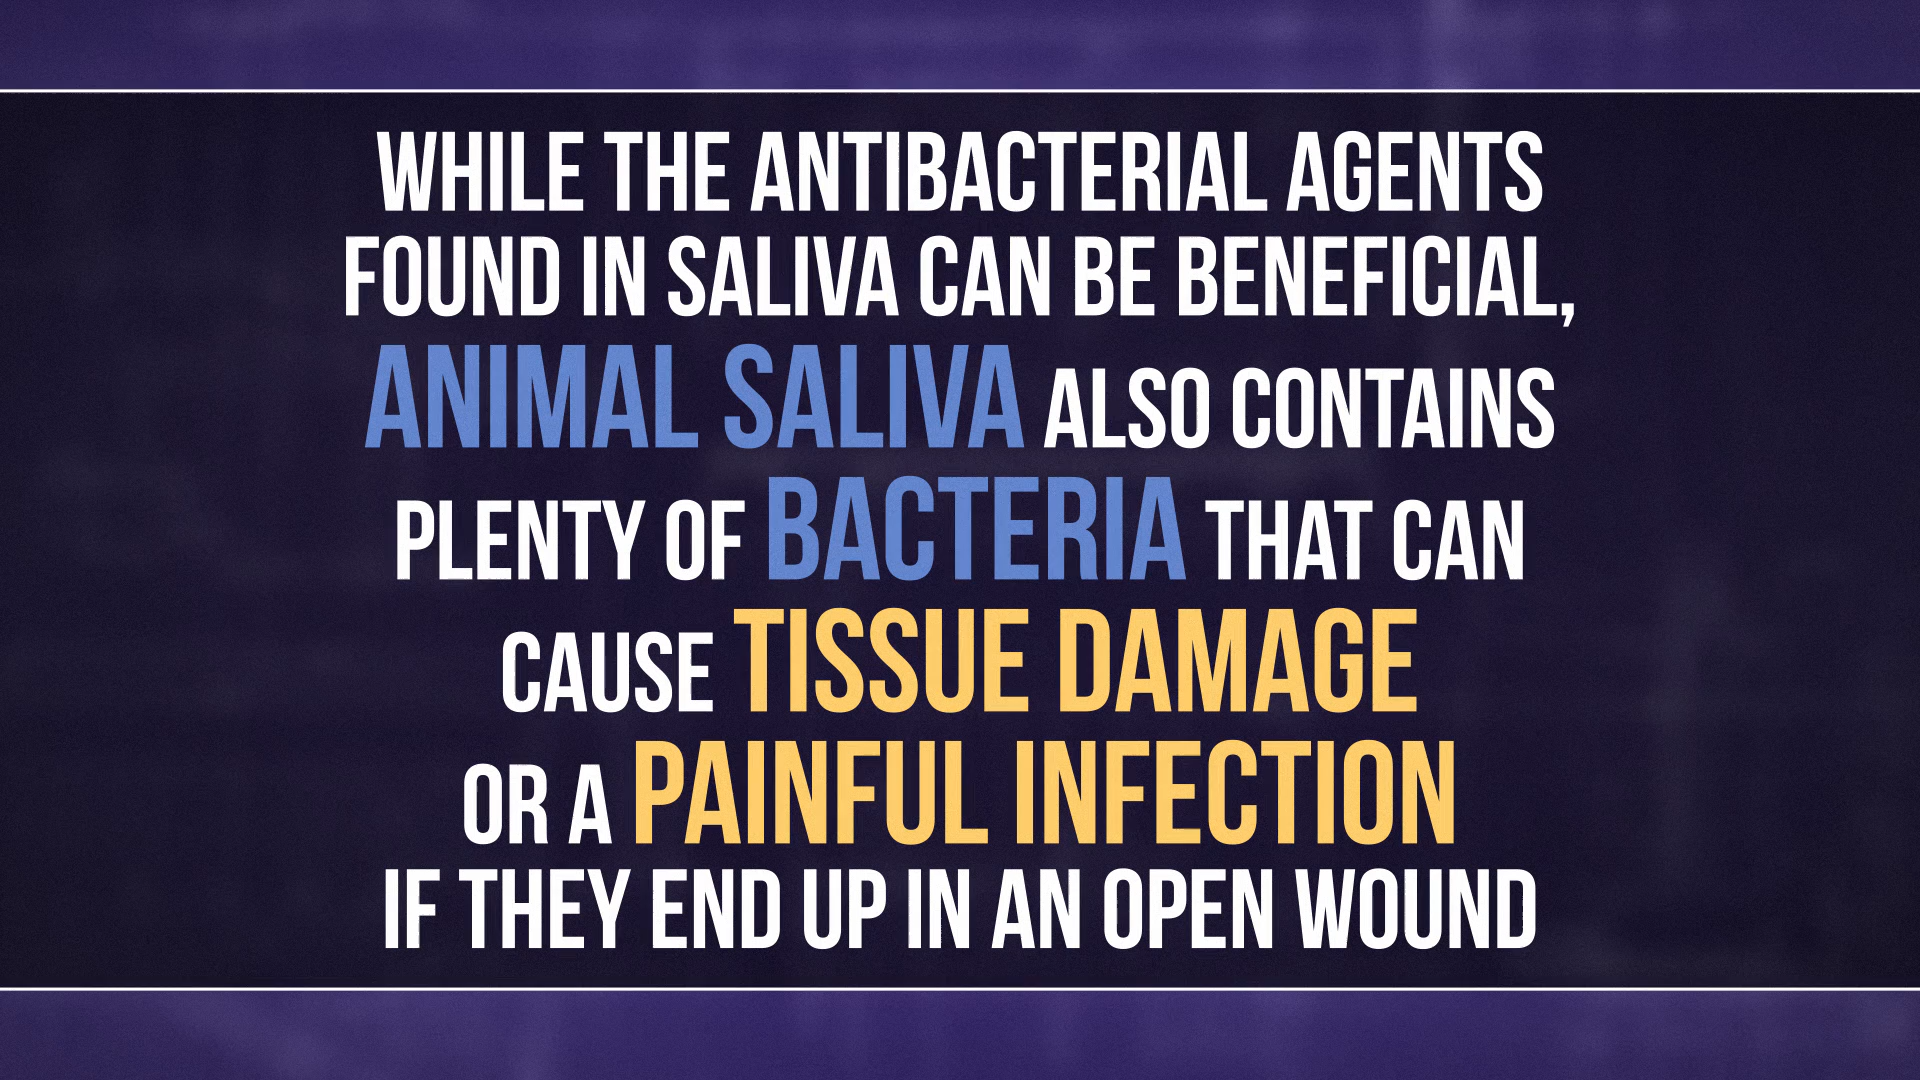 WHILE THE ANTIBACTERIAL AGENTS
FOUND IN SALIVA CAN BE BENEFICIAL,
ANIMAL SALIVA ALSO CONTAINS
PLENTY OF BACTERIA THAT CAN
CAUSE TISSUE DAMAGE
OR A PAINFUL INFECTION
IF THEY END UP IN AN OPEN WOUND